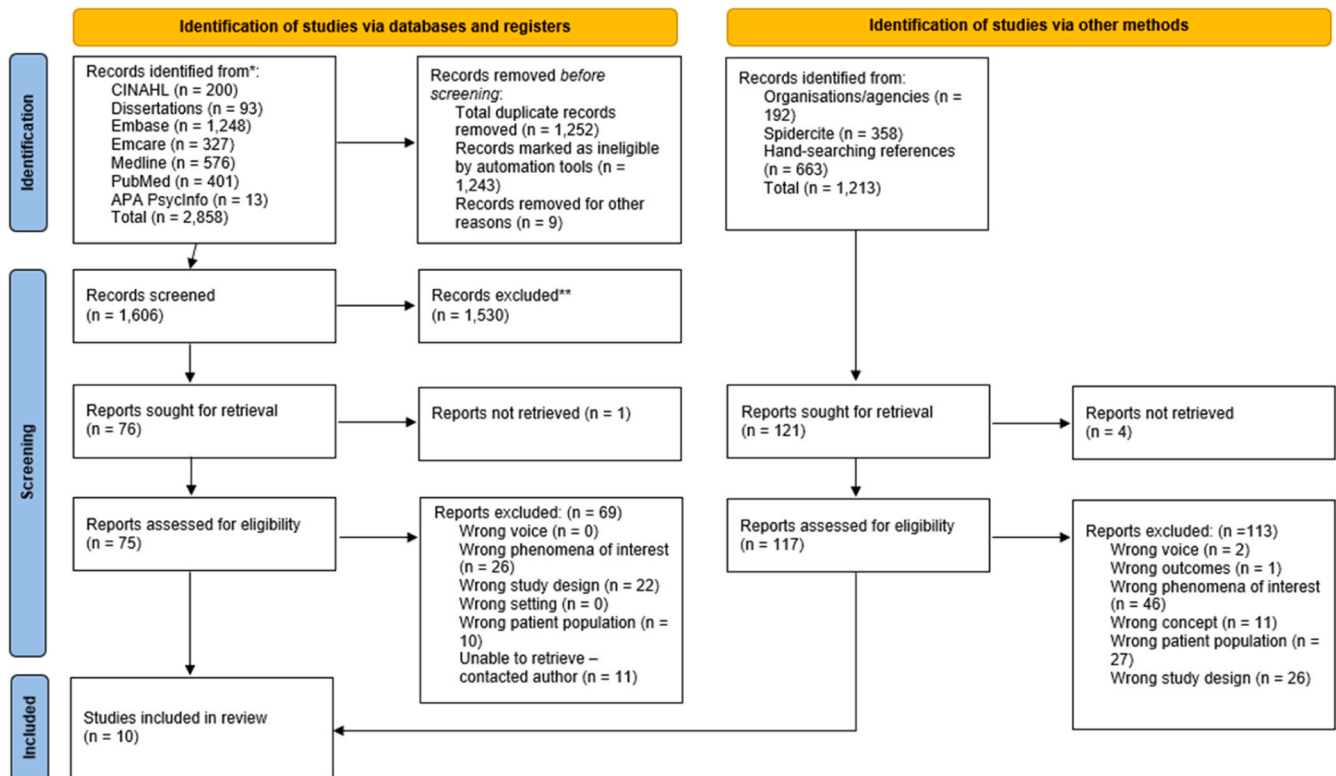 Identification of studies via databases and registers
Identification of studies via other methods
Identification
Records identified from*:
CINAHL (n = 200)
Dissertations (n = 93)
Embase (n = 1,248)
Emcare (n = 327)
Medline (n = 576)
PubMed (n = 401)
APA PsycInfo (n = 13)
Total (n = 2,858)
Records removed before
screening:
Total duplicate records
removed (n = 1,252)
Records marked as ineligible
by automation tools (n =
1,243)
Records removed for other
reasons (n = 9)
Records identified from:
Organisations/agencies (n =
192)
Spidercite (n = 358)
Hand-searching references
(n = 663)
Total (n = 1,213)
Screening
Records screened
(n = 1,606)
Records excluded**
(n = 1,530)
Reports sought for retrieval
(n = 76)
Reports not retrieved (n = 1)
Reports sought for retrieval
(n = 121)
Reports not retrieved
(n = 4)
Reports assessed for eligibility
(n = 75)
Reports excluded: (n = 69)
Wrong voice (n = 0)
Wrong phenomena of interest
(n = 26)
Wrong study design (n = 22)
Wrong setting (n = 0)
Wrong patient population (n =
10)
Unable to retrieve –
contacted author (n = 11)
Reports assessed for eligibility
(n = 117)
Reports excluded: (n =113)
Wrong voice (n = 2)
Wrong outcomes (n = 1)
Wrong phenomena of interest
(n = 46)
Wrong concept (n = 11)
Wrong patient population (n =
27)
Wrong study design (n = 26)
Included
Studies included in review
(n = 10)